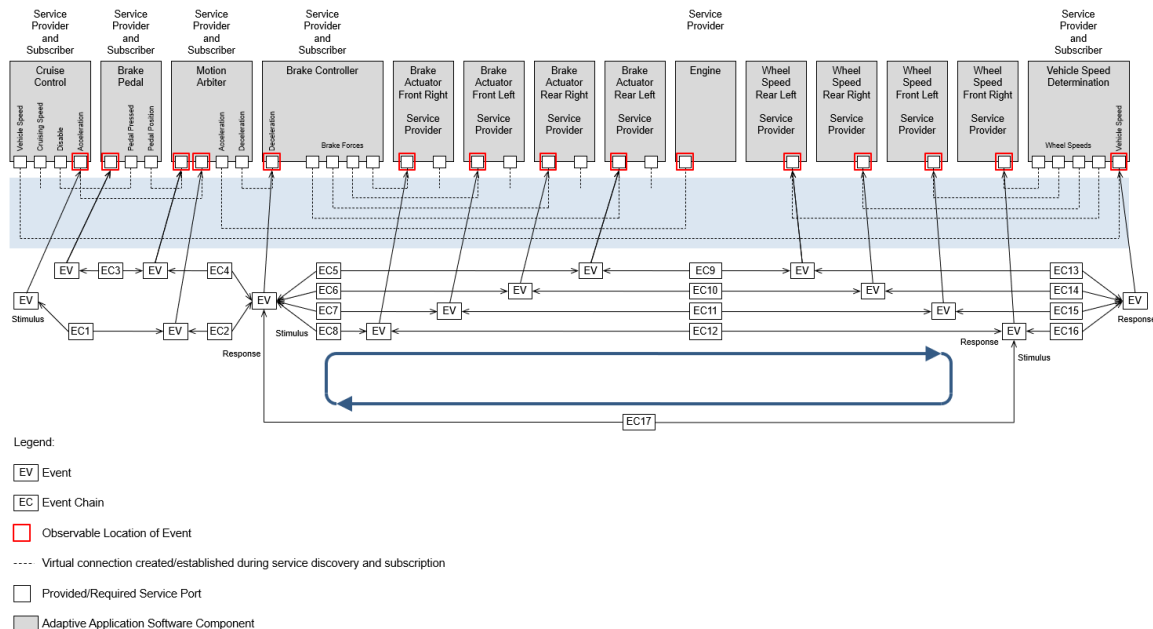 Service
Provider
and
Subscriber
Service
Provider
and
Subscriber
Service
Provider
and
Subscriber
Service
Provider
and
Subscriber
Service
Provider
Service
Provider
and
Subscriber
Cruise
Control
Vehicle Speed
Cruising Speed
Disable
Acceleration
Brake
Pedal
Pedal Pressed
Pedal Position
Motion
Arbiter
Acceleration
Deceleration
Brake Controller
Deceleration
Brake Forces
Brake
Actuator
Front Right
Service
Provider
Brake
Actuator
Front Left
Service
Provider
Brake
Actuator
Rear Right
Service
Provider
Brake
Actuator
Rear Left
Service
Provider
Engine
Wheel
Speed
Rear Left
Service
Provider
Wheel
Speed
Rear Right
Service
Provider
Wheel
Speed
Front Left
Service
Provider
Wheel
Speed
Front Right
Service
Provider
Vehicle Speed
Determination
Wheel Speeds
Vehicle Speed
EV EC3 EV EC4 EC5 EV EC9 EV EC13
EC6 EV EC10 EV EC14
EV EV EV
Stimulus
EC7 EV EC11 EV EC15
Response
EC1 EV EC2 Stimulus EC8 EV EC12 EV EC16
Response
Response
Stimulus
EC17
Legend:
EV Event
EC Event Chain
Observable Location of Event
Virtual connection created/established during service discovery and subscription
Provided/Required Service Port
Adaptive Application Software Component